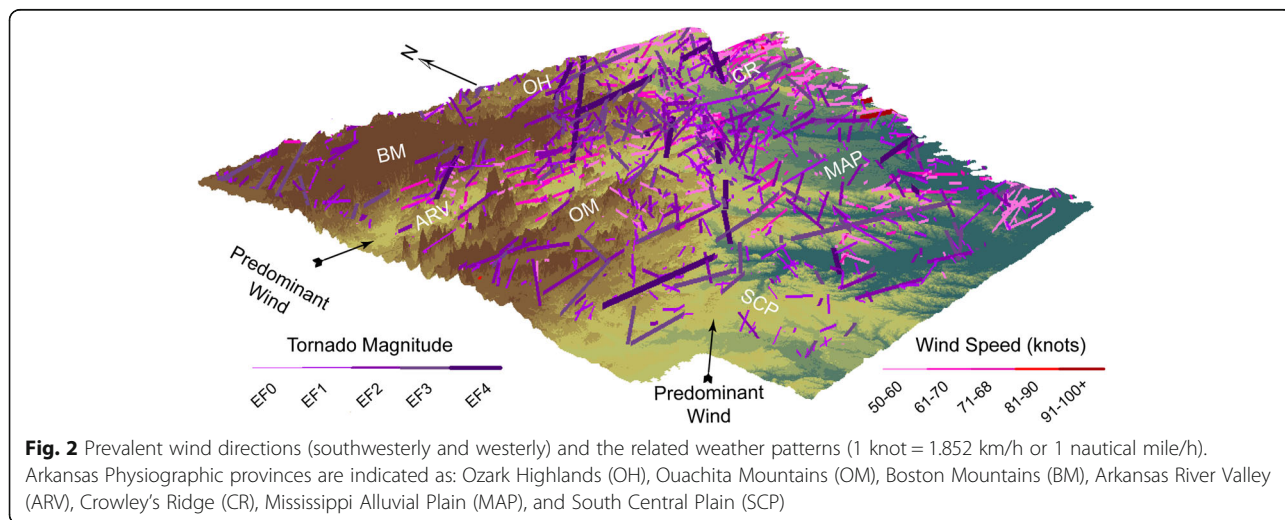 N
OH
CR
BM
MAP
ARV
OM
Predominant
Wind
SCP
Tornado Magnitude
EF0 EF1 EF2 EF3 EF4
Predominant
Wind
Wind Speed (knots)
50-60 61-70 71-68 81-90 91-100+
Fig. 2 Prevalent wind directions (southwesterly and westerly) and the related weather patterns (1 knot = 1.852 km/h or 1 nautical mile/h).
Arkansas Physiographic provinces are indicated as: Ozark Highlands (OH), Ouachita Mountains (OM), Boston Mountains (BM), Arkansas River Valley
(ARV), Crowley's Ridge (CR), Mississippi Alluvial Plain (MAP), and South Central Plain (SCP)